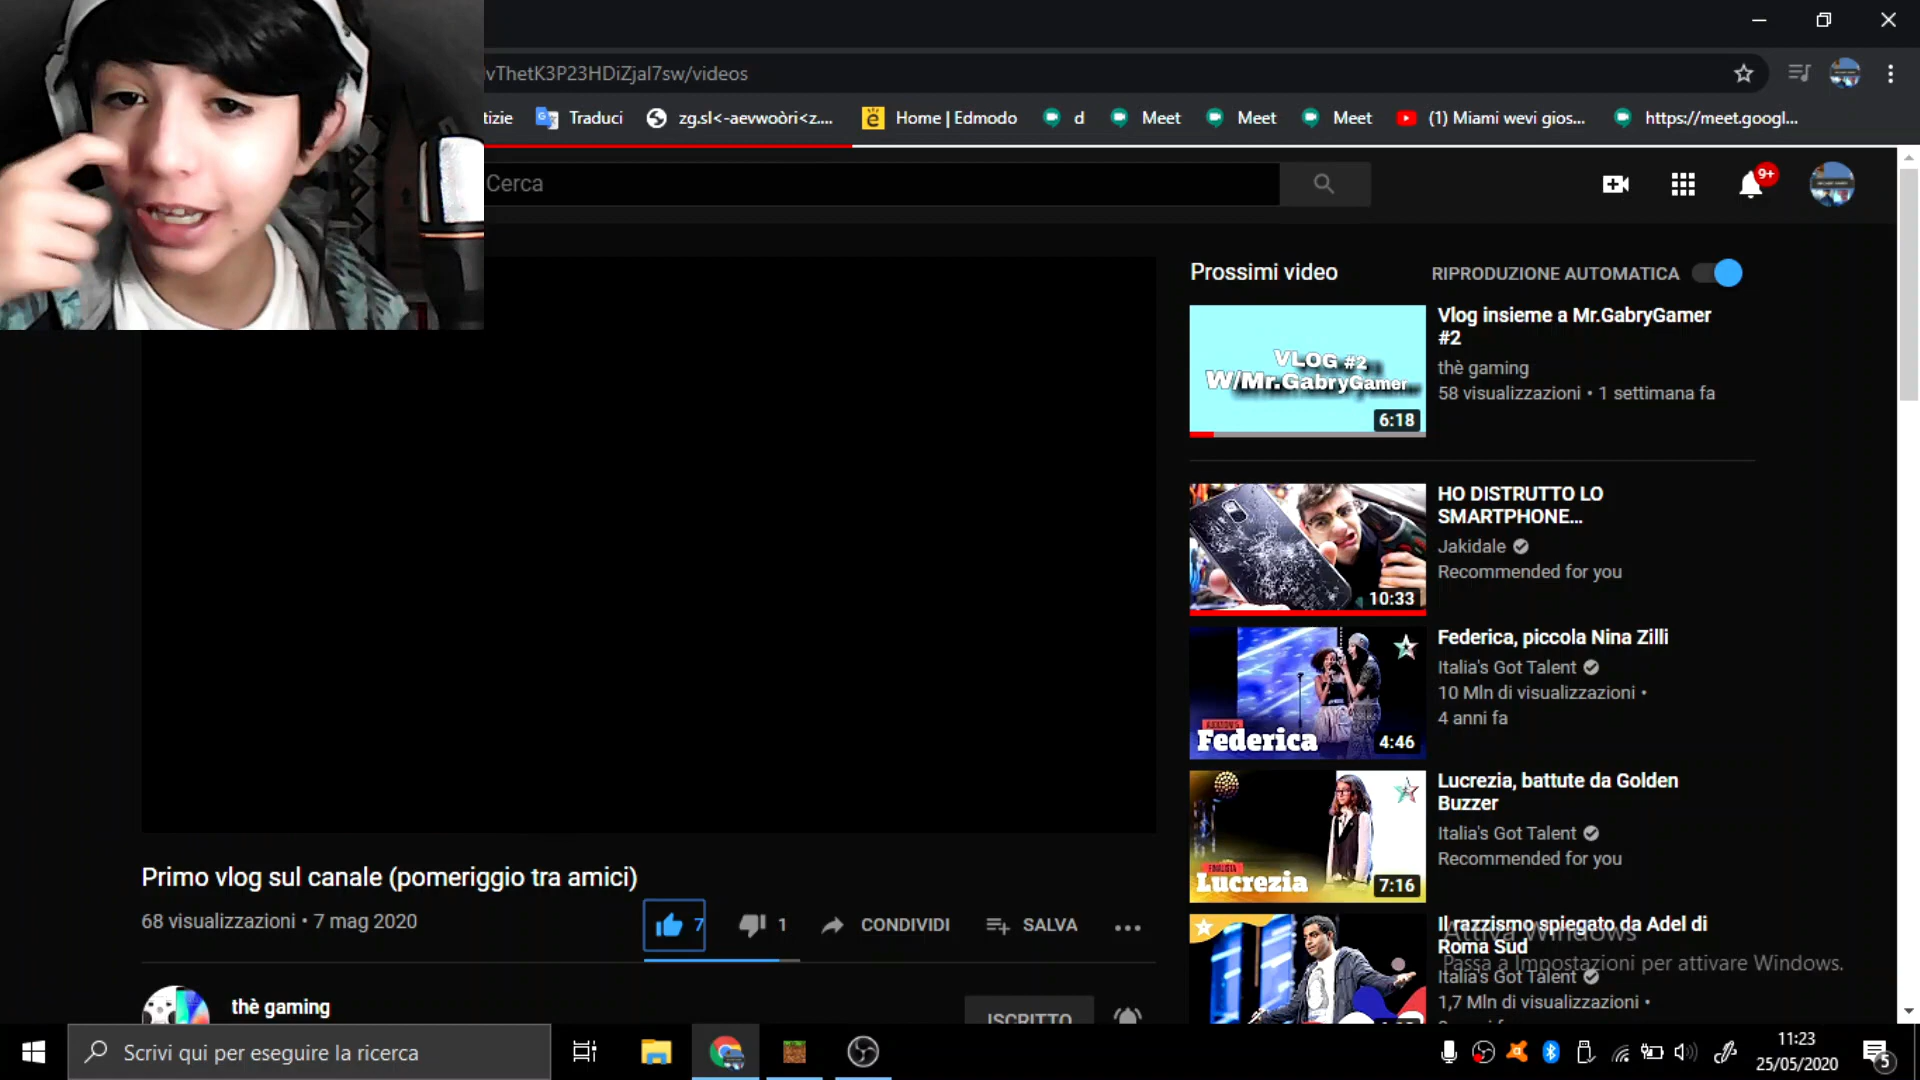 vThetK3P23HDiZjal7sw/videos
tizie
Traduci
zg.sl<-aevwoòri<z....
Home | Edmodo
d
Meet
Meet
Meet
(1) Miami wevi gios...
https://meet.googl...
Cerca
9+
Prossimi video
RIPRODUZIONE AUTOMATICA
VLOG #2
W/Mr.GabryGamer
6:18
Vlog insieme a Mr.GabryGamer
#2
thè gaming
58 visualizzazioni • 1 settimana fa
10:33
HO DISTRUTTO LO
SMARTPHONE...
Jakidale
Recommended for you
Federica
4:46
Federica, piccola Nina Zilli
Italia's Got Talent
10 Mln di visualizzazioni •
4 anni fa
FINALISTA
Lucrezia
7:16
Lucrezia, battute da Golden
Buzzer
Italia's Got Talent
Recommended for you
Il razzismo spiegato da Adel di
Roma Sud
Italia's Got Talent
1,7 Mln di visualizzazioni •
Attiva Windows
Passa a Impostazioni per attivare Windows.
Primo vlog sul canale (pomeriggio tra amici)
68 visualizzazioni • 7 mag 2020
7
1
CONDIVIDI
SALVA
thè gaming
ISCRITTO
Scrivi qui per eseguire la ricerca
11:23
25/05/2020
5